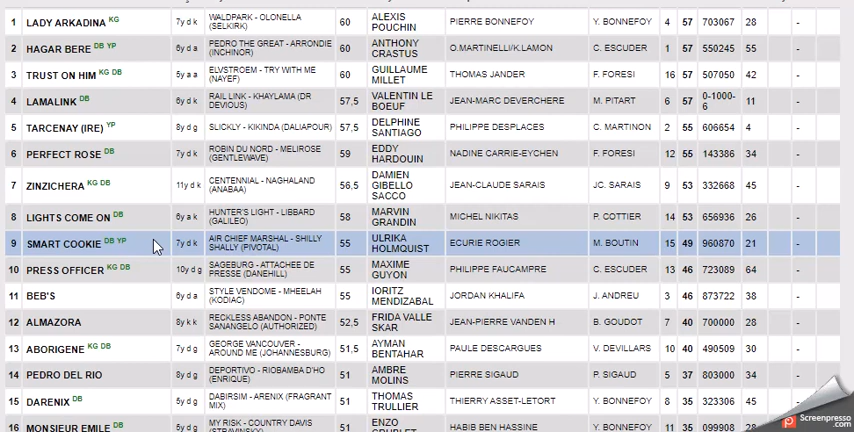 1 LADY ARKADINA KG 7y d k WALDPARK - OLONELLA (SELKIRK) 60 ALEXIS POUCHIN PIERRE BONNEFOY Y. BONNEFOY 4 57 703067 28 -
2 HAGAR BERE DB YP 6y d a PEDRO THE GREAT - ARRONDIE (INCHINOR) 60 ANTHONY CRASTUS O.MARTINELLI/K.LAMON C. ESCUDER 1 57 550245 55 -
3 TRUST ON HIM KG DB 5y a a ELVSTROEM - TRY WITH ME (NAYEF) 60 GUILLAUME MILLET THOMAS JANDER F. FORESI 16 57 507050 42 -
4 LAMALINK DB 6y d k RAIL LINK - KHAYLAMA (DR DEVIOUS) 57,5 VALENTIN LE BOEUF JEAN-MARC DEVERCHERE M. PITART 6 57 0-1000-6 11 -
5 TARCENAY (IRE) YP 8y d g SLICKLY - KIKINDA (DALIAPOUR) 57,5 DELPHINE SANTIAGO PHILIPPE DESPLACES C. MARTINON 2 55 606654 4 -
6 PERFECT ROSE DB 7y d k ROBIN DU NORD - MELIROSE (GENTLEWAVE) 59 EDDY HARDOUIN NADINE CARRIE-EYCHEN F. FORESI 12 55 143386 34 -
7 ZINZICHERA KG DB 11y d k CENTENNIAL - NAGHALAND (ANABAA) 56,5 DAMIEN GIBELLO SACCO JEAN-CLAUDE SARAIS JC. SARAIS 9 53 332668 45 -
8 LIGHTS COME ON DB 6y a k HUNTER'S LIGHT - LIBBARD (GALILEO) 58 MARVIN GRANDIN MICHEL NIKITAS P. COTTIER 14 53 656936 26 -
9 SMART COOKIE DB YP 7y d k AIR CHIEF MARSHAL - SHILLY SHALLY (PIVOTAL) 55 ULRIKA HOLMQUIST ECURIE ROGIER M. BOUTIN 15 49 960870 21 -
10 PRESS OFFICER KG DB 10y d g SAGEBURG - ATTACHEE DE PRESSE (DANEHILL) 55 MAXIME GUYON PHILIPPE FAUCAMPRE C. ESCUDER 13 46 723089 64 -
11 BEB'S 6y d a STYLE VENDOME - MHEELAH (KODIAC) 55 IORITZ MENDIZABAL JORDAN KHALIFA J. ANDREU 3 46 873722 38 -
12 ALMAZORA 8y k k RECKLESS ABANDON - PONTE SANANGELO (AUTHORIZED) 52,5 FRIDA VALLE SKAR JEAN-PIERRE VANDEN H B. GOUDOT 7 40 700000 28 -
13 ABORIGENE KG DB 7y d g GEORGE VANCOUVER - AROUND ME (JOHANNESBURG) 51,5 AYMAN BENTAHAR PAULE DESCARGUES V. DEVILLARS 10 40 490509 30 -
14 PEDRO DEL RIO 8y d g DEPORTIVO - RIOBAMBA D'HO (ENRIQUE) 51 AMBRE MOLINS PIERRE SIGAUD P. SIGAUD 5 37 803000 34 -
15 DARENIX DB 5y d g DABIRSIM - ARENIX (FRAGRANT MIX) 51 THOMAS TRULLIER THIERRY ASSET-LETORT Y. BONNEFOY 8 35 323306 45
16 MONSIEUR EMILE DB 6y d g MY RISK - COUNTRY DAVIS 51 ENZO HABIB BEN HASSINE Y. BONNEFOY 11 35 099908 28
Screenpresso
.com